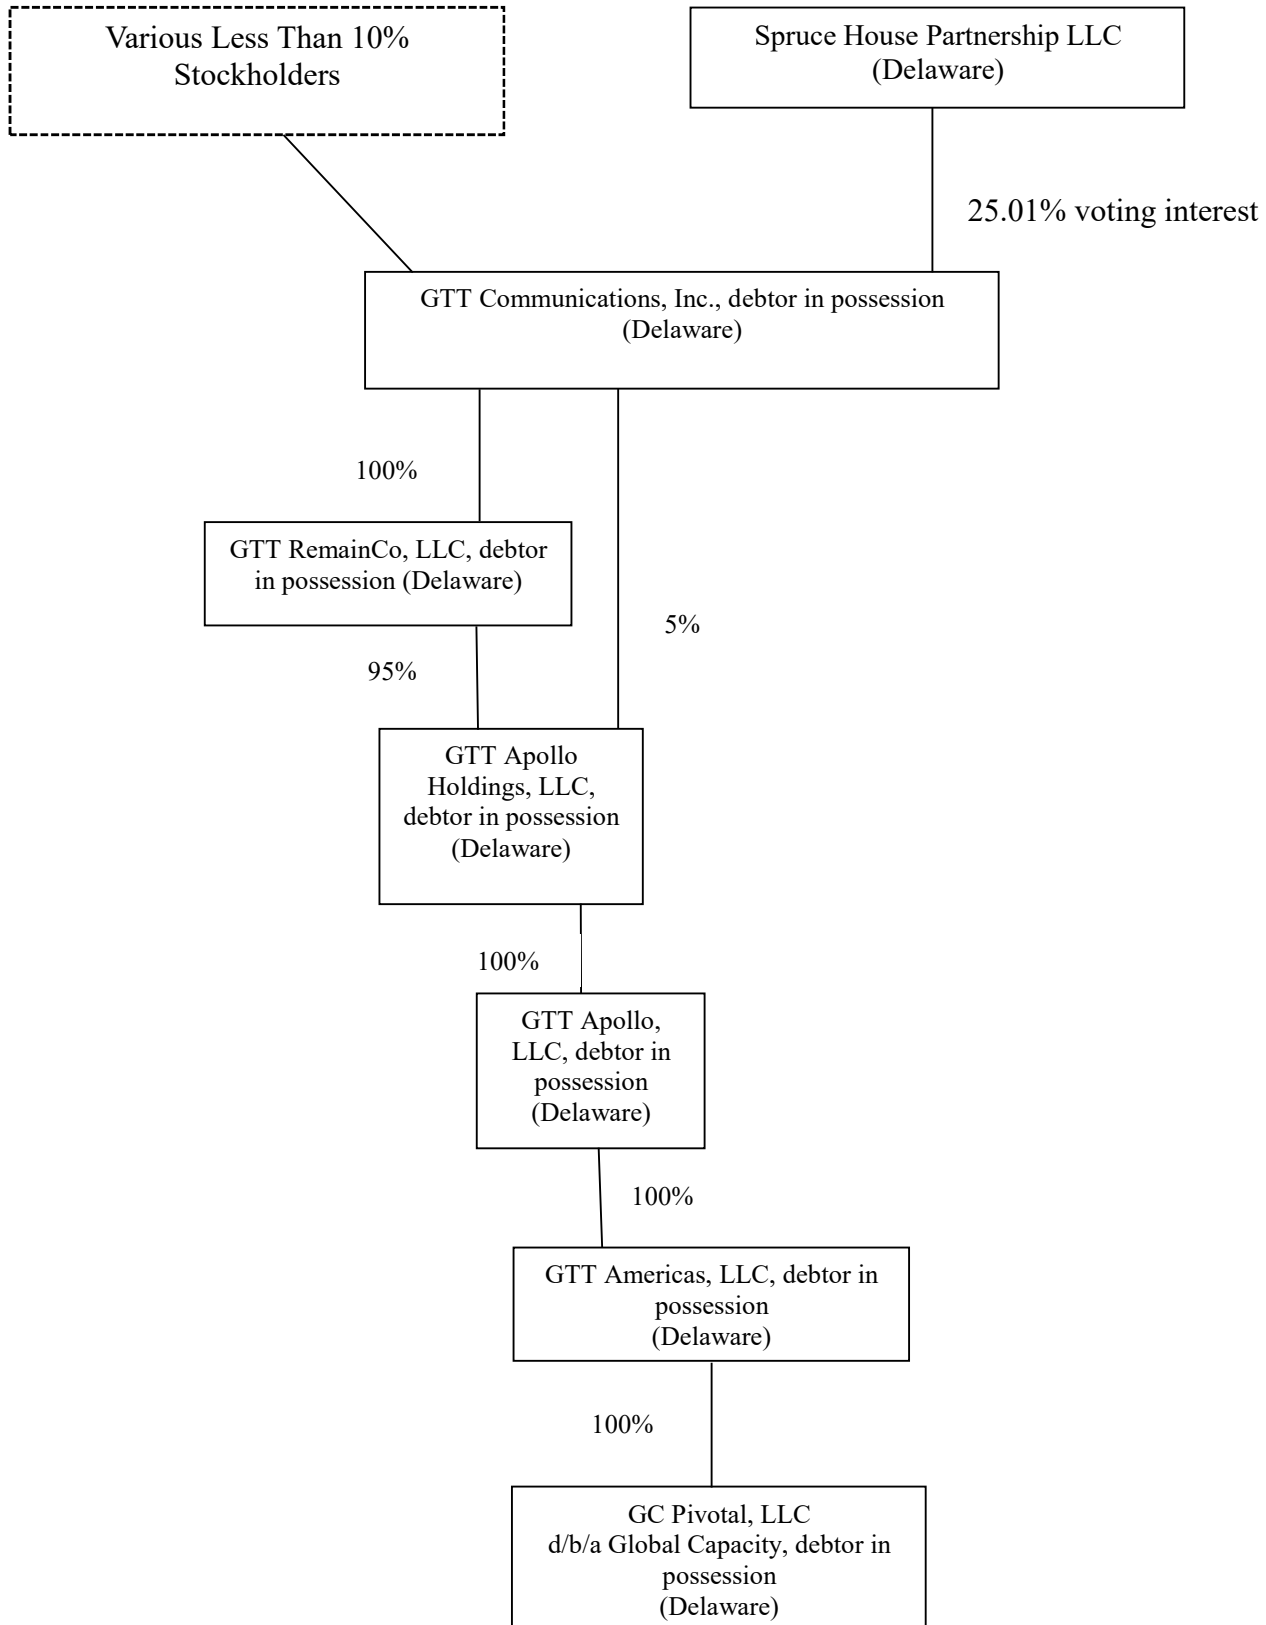 Various Less Than 10%
Stockholders
Spruce House Partnership LLC
(Delaware)
25.01% voting interest
GTT Communications, Inc., debtor in possession
(Delaware)
100%
GTT RemainCo, LLC, debtor
in possession (Delaware)
5%
95%
GTT Apollo
Holdings, LLC,
debtor in possession
(Delaware)
100%
GTT Apollo,
LLC, debtor in
possession
(Delaware)
100%
GTT Americas, LLC, debtor in
possession
(Delaware)
100%
GC Pivotal, LLC
d/b/a Global Capacity, debtor in
possession
(Delaware)